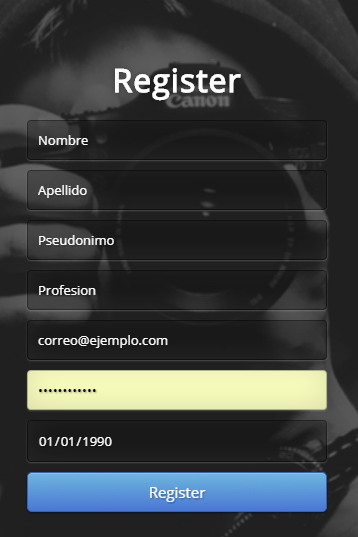 Register
Canon
Nombre
Apellido
Pseudonimo
Profesion
correo@ejemplo.com
••••••••••••
01/01/1990
Register